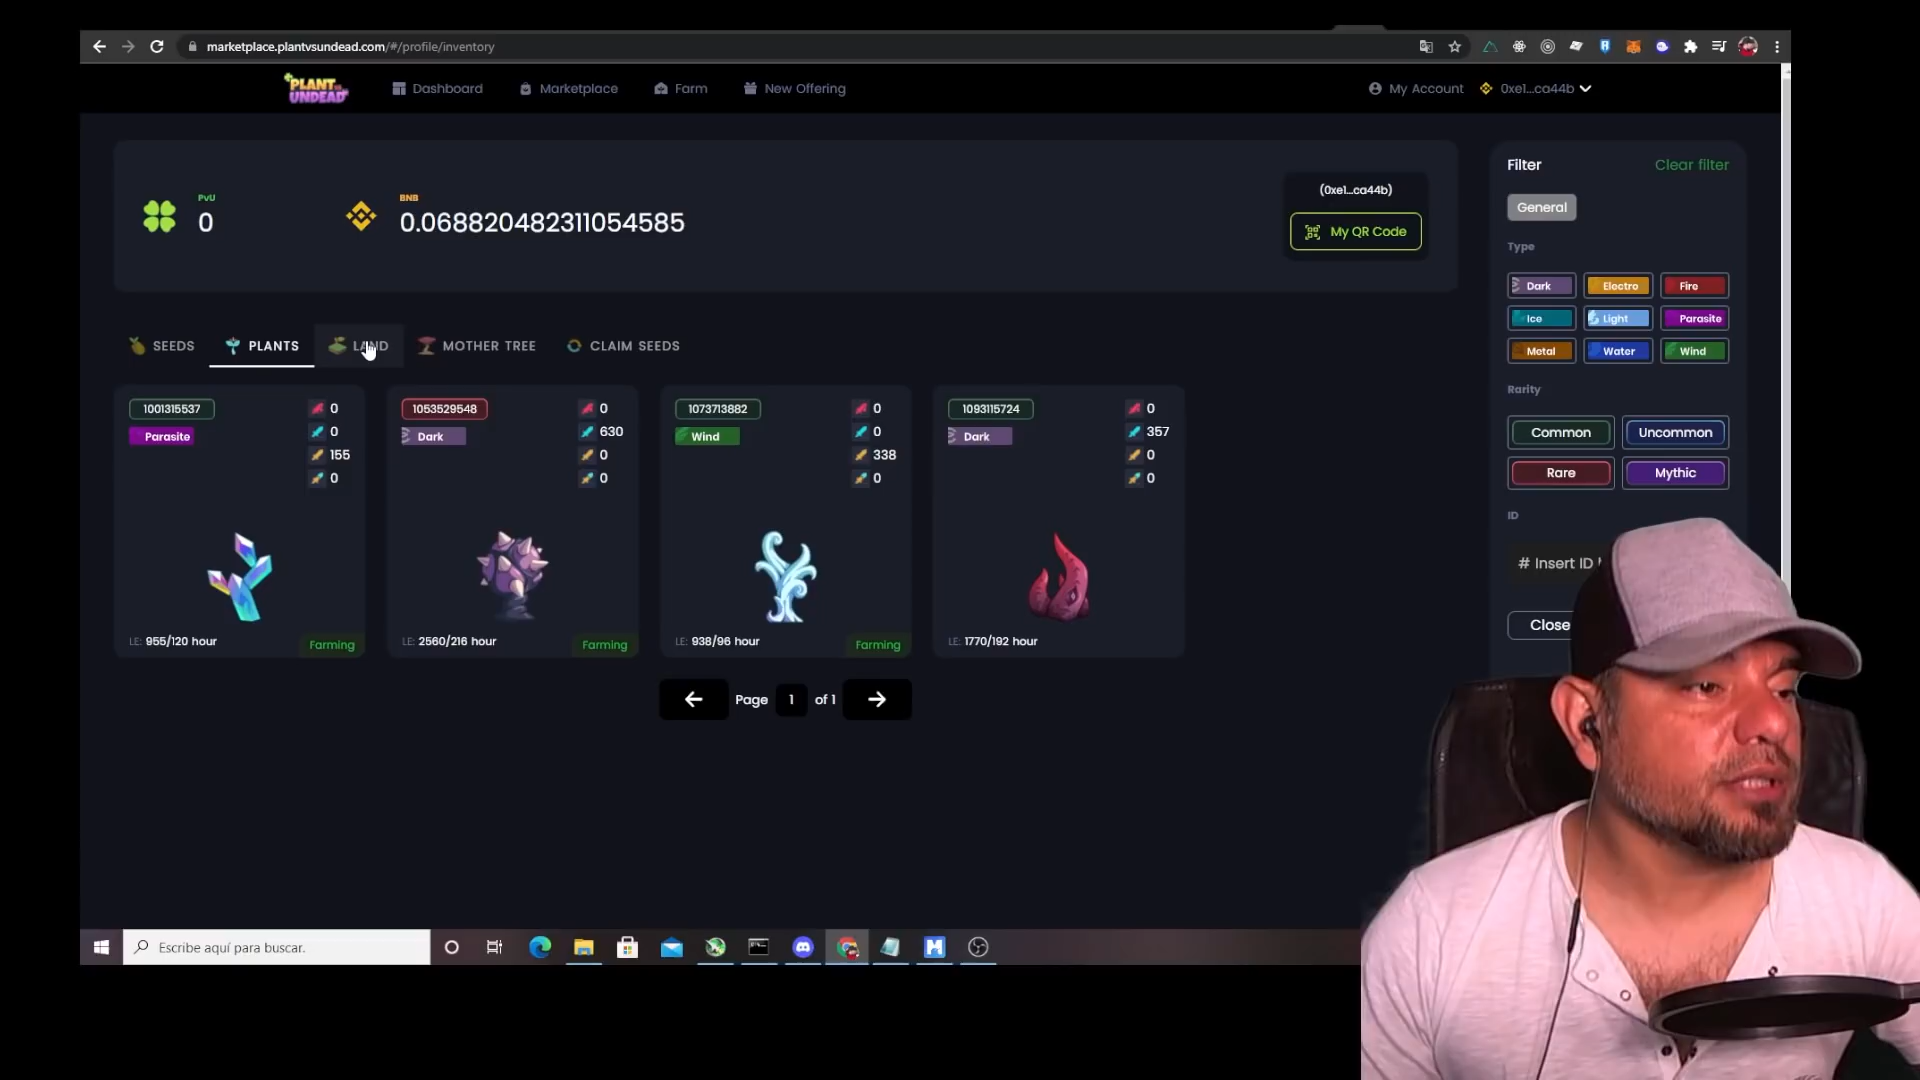 marketplace.plantvsundead.com/#/profile/inventory
PLANT VS UNDEAD
Dashboard
Marketplace
Farm
New Offering
My Account
0xe1...ca44b
PVU
0
BNB
0.068820482311054585
(0xe1...ca44b)
My QR Code
SEEDS
PLANTS
LAND
MOTHER TREE
CLAIM SEEDS
1001315537
Parasite
0
0
155
0
LE: 955/120 hour
Farming
1053529548
Dark
0
630
0
0
LE: 2560/216 hour
Farming
1073713882
Wind
0
0
338
0
LE: 938/96 hour
Farming
1093115724
Dark
0
357
0
0
LE: 1770/192 hour
Page 1 of 1
Filter
Clear filter
General
Type
Dark
Electro
Fire
Ice
Light
Parasite
Metal
Water
Wind
Rarity
Common
Uncommon
Rare
Mythic
ID
# Insert ID
Close
Escribe aquí para buscar.